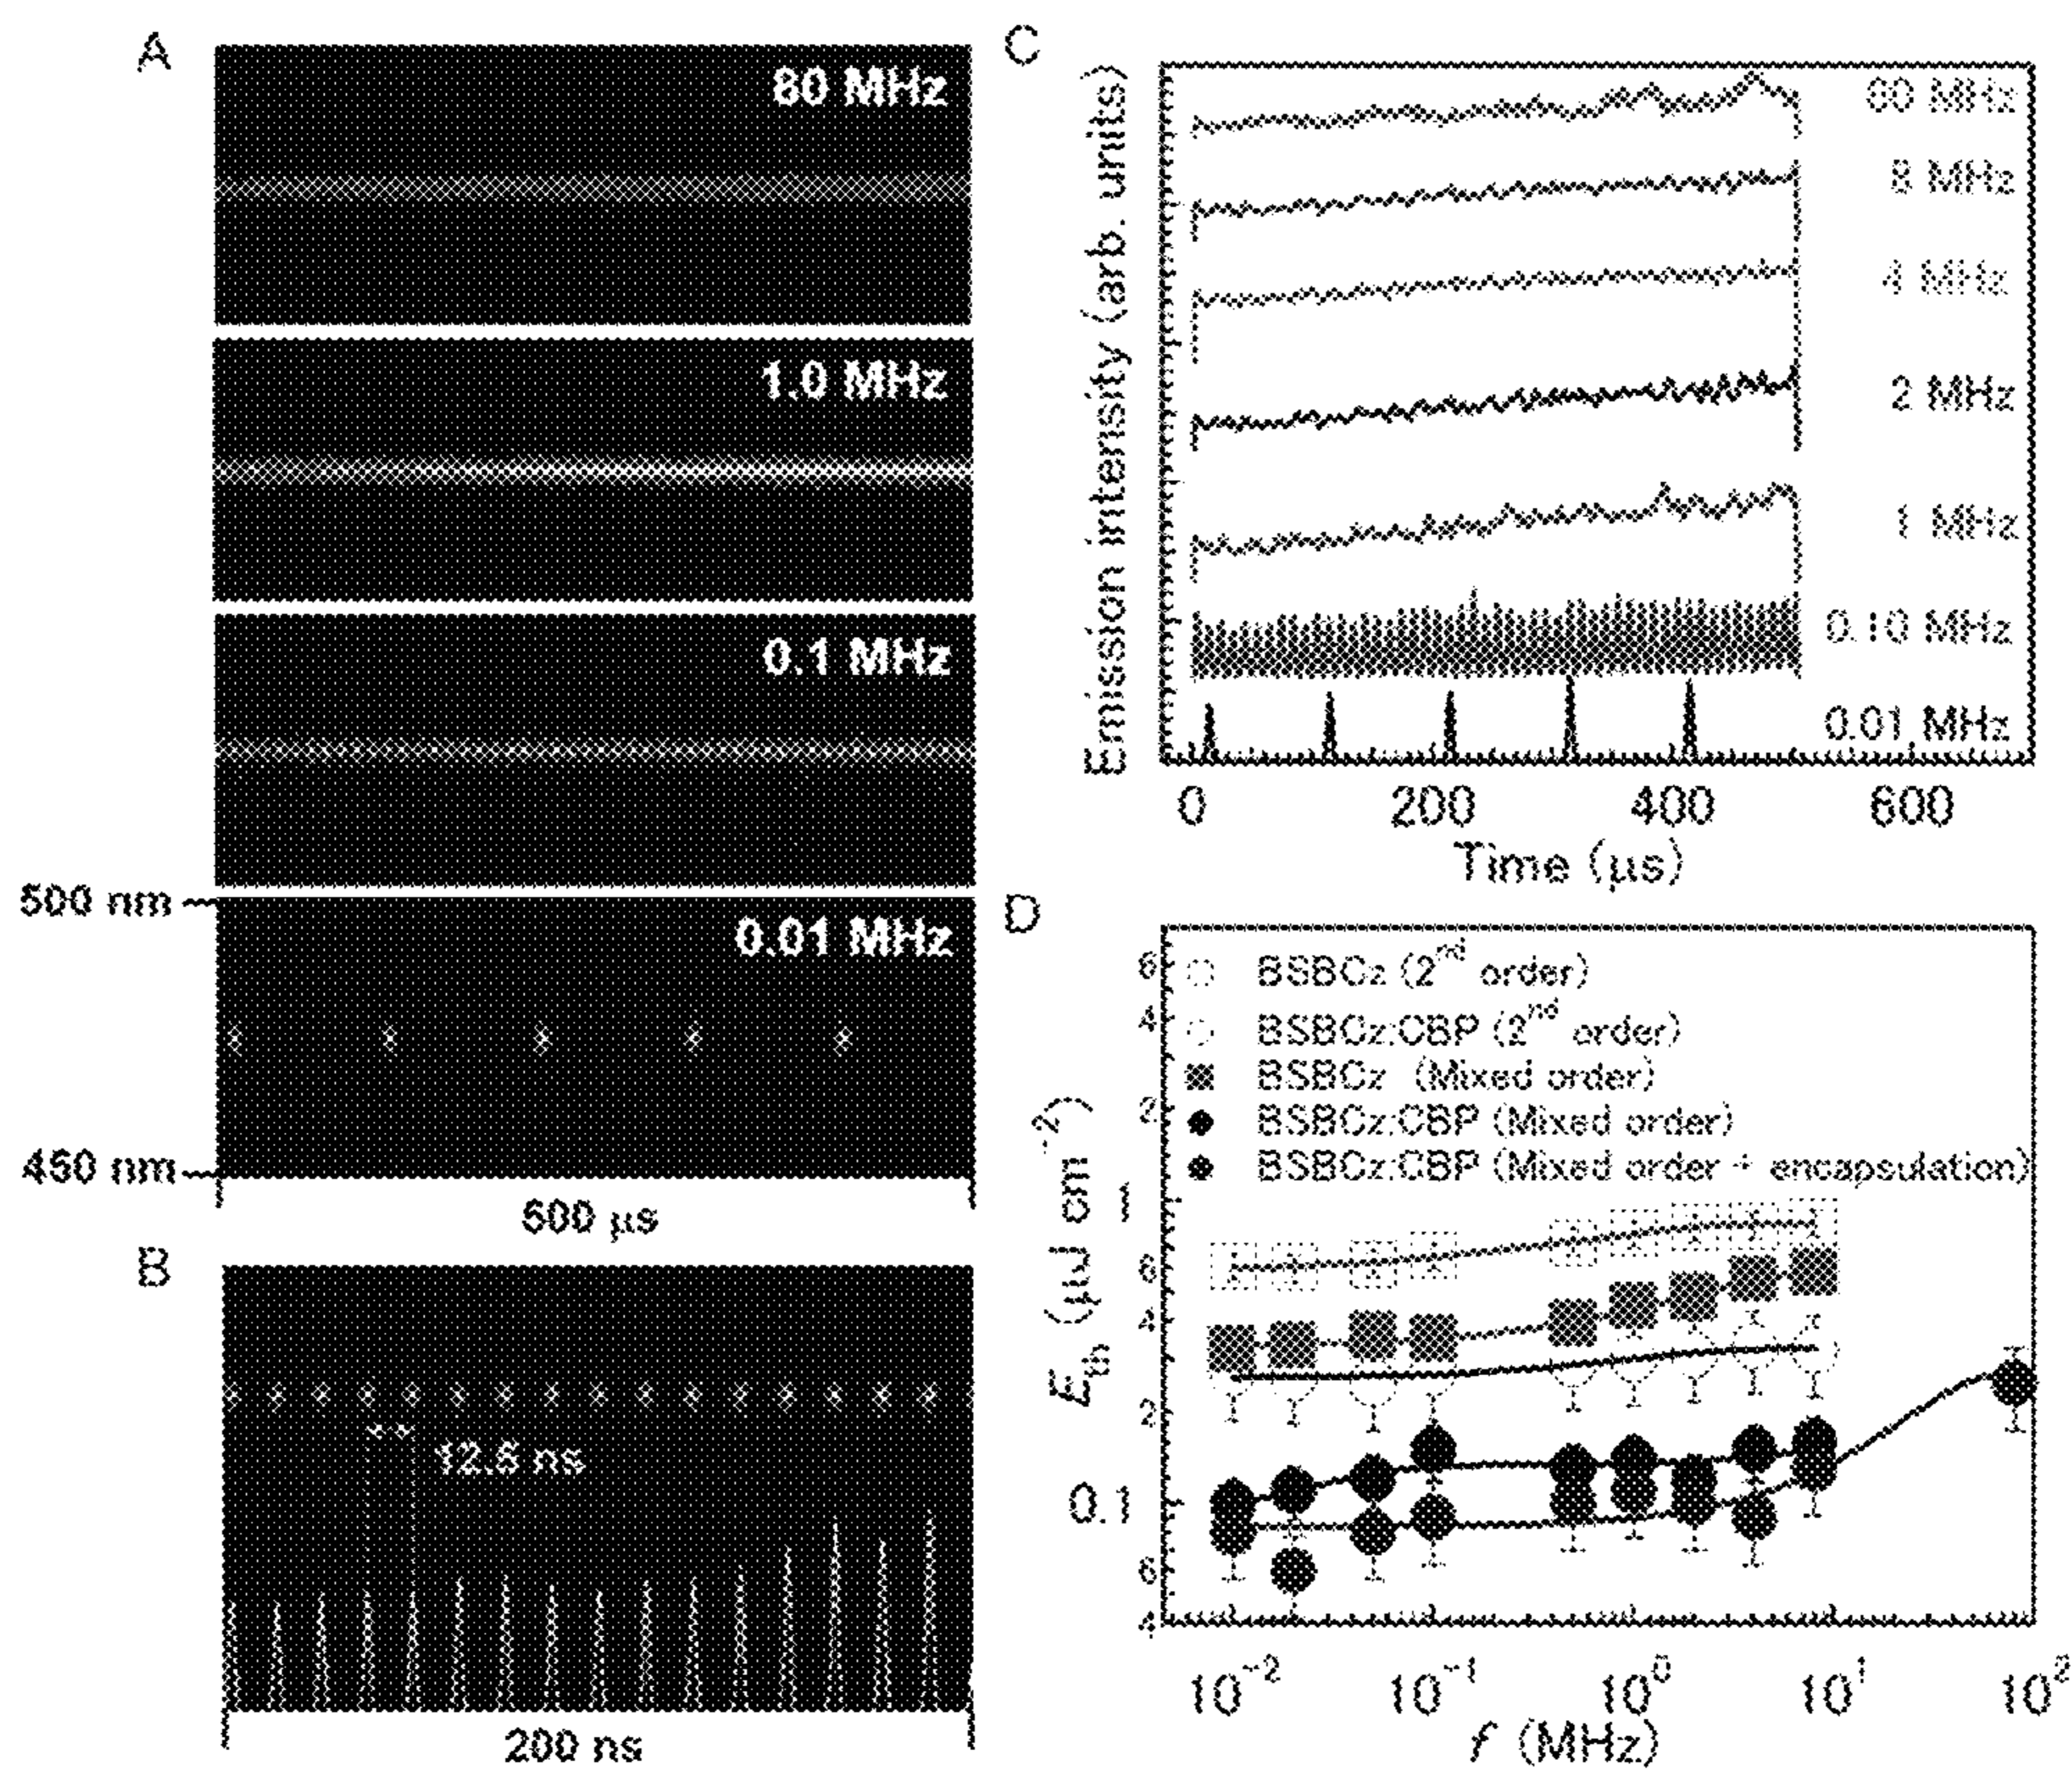 A
80 MHz
1.0 MHz
0.1 MHz
500 nm
0.01 MHz
450 nm
500 μs
B
12.5 ns
200 ns
C
Emission intensity (arb. units)
80 MHz
8 MHz
4 MHz
2 MHz
1 MHz
0.10 MHz
0.01 MHz
0 200 400 600
Time (μs)
D
BSBCz (2nd order)
BSBCz:CBP (2nd order)
BSBCz (Mixed order)
BSBCz:CBP (Mixed order)
BSBCz:CBP (Mixed order + encapsulation)
Eth (μJ cm⁻²)
6
4
2
1
6
4
2
0.1
6
4
10⁻² 10⁻¹ 10⁰ 10¹ 10²
f (MHz)